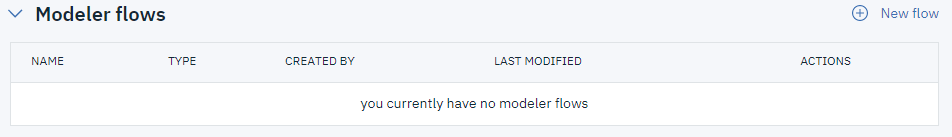 Modeler flows
New flow
NAME TYPE CREATED BY LAST MODIFIED ACTIONS
you currently have no modeler flows